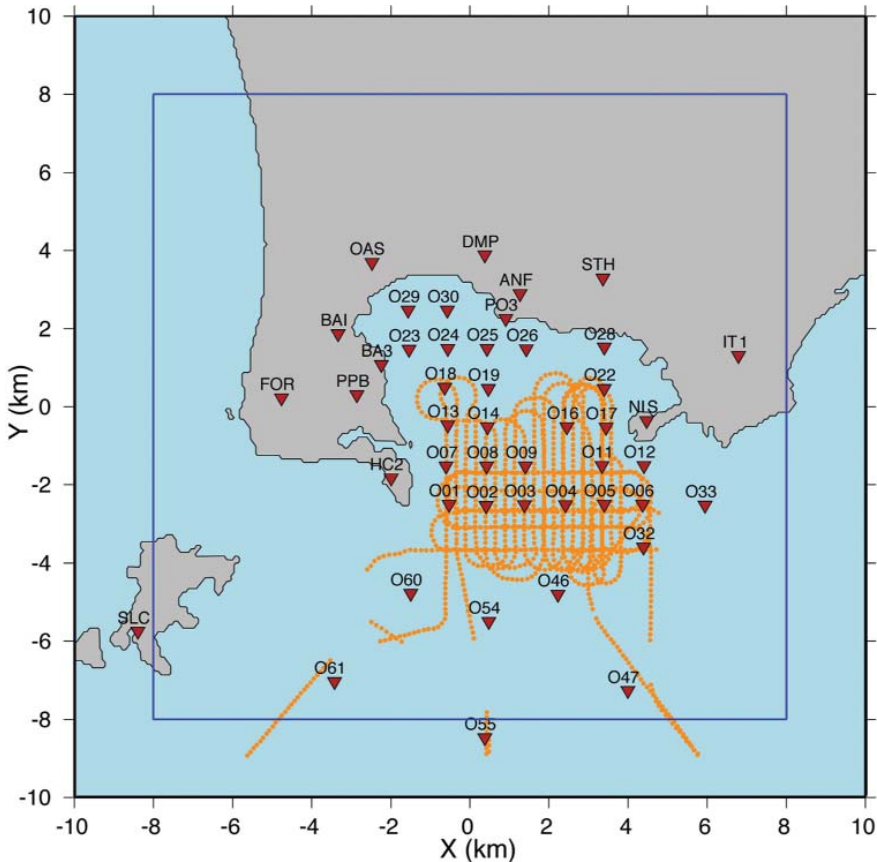 10
8
DMP
OAS
STH
4
ANF
O29 O30
PO3
2
BAI
O23 O24 O25 O26 O28
BA3
IT1
O18 O19 O22
FOR PPB
0
O13 O14 O16 O17 NIS
O07 O08 O09 O11 O12
HC2
-2
O01 O02 O03 O04 O05 O06 O33
O32
-4
O60 O46
O54
SLC
-6
O61 O47
-8
O55
-10
-10 -8 -6 -4 -2 0 2 4 6 8 10
X (km)
Y (km)
6